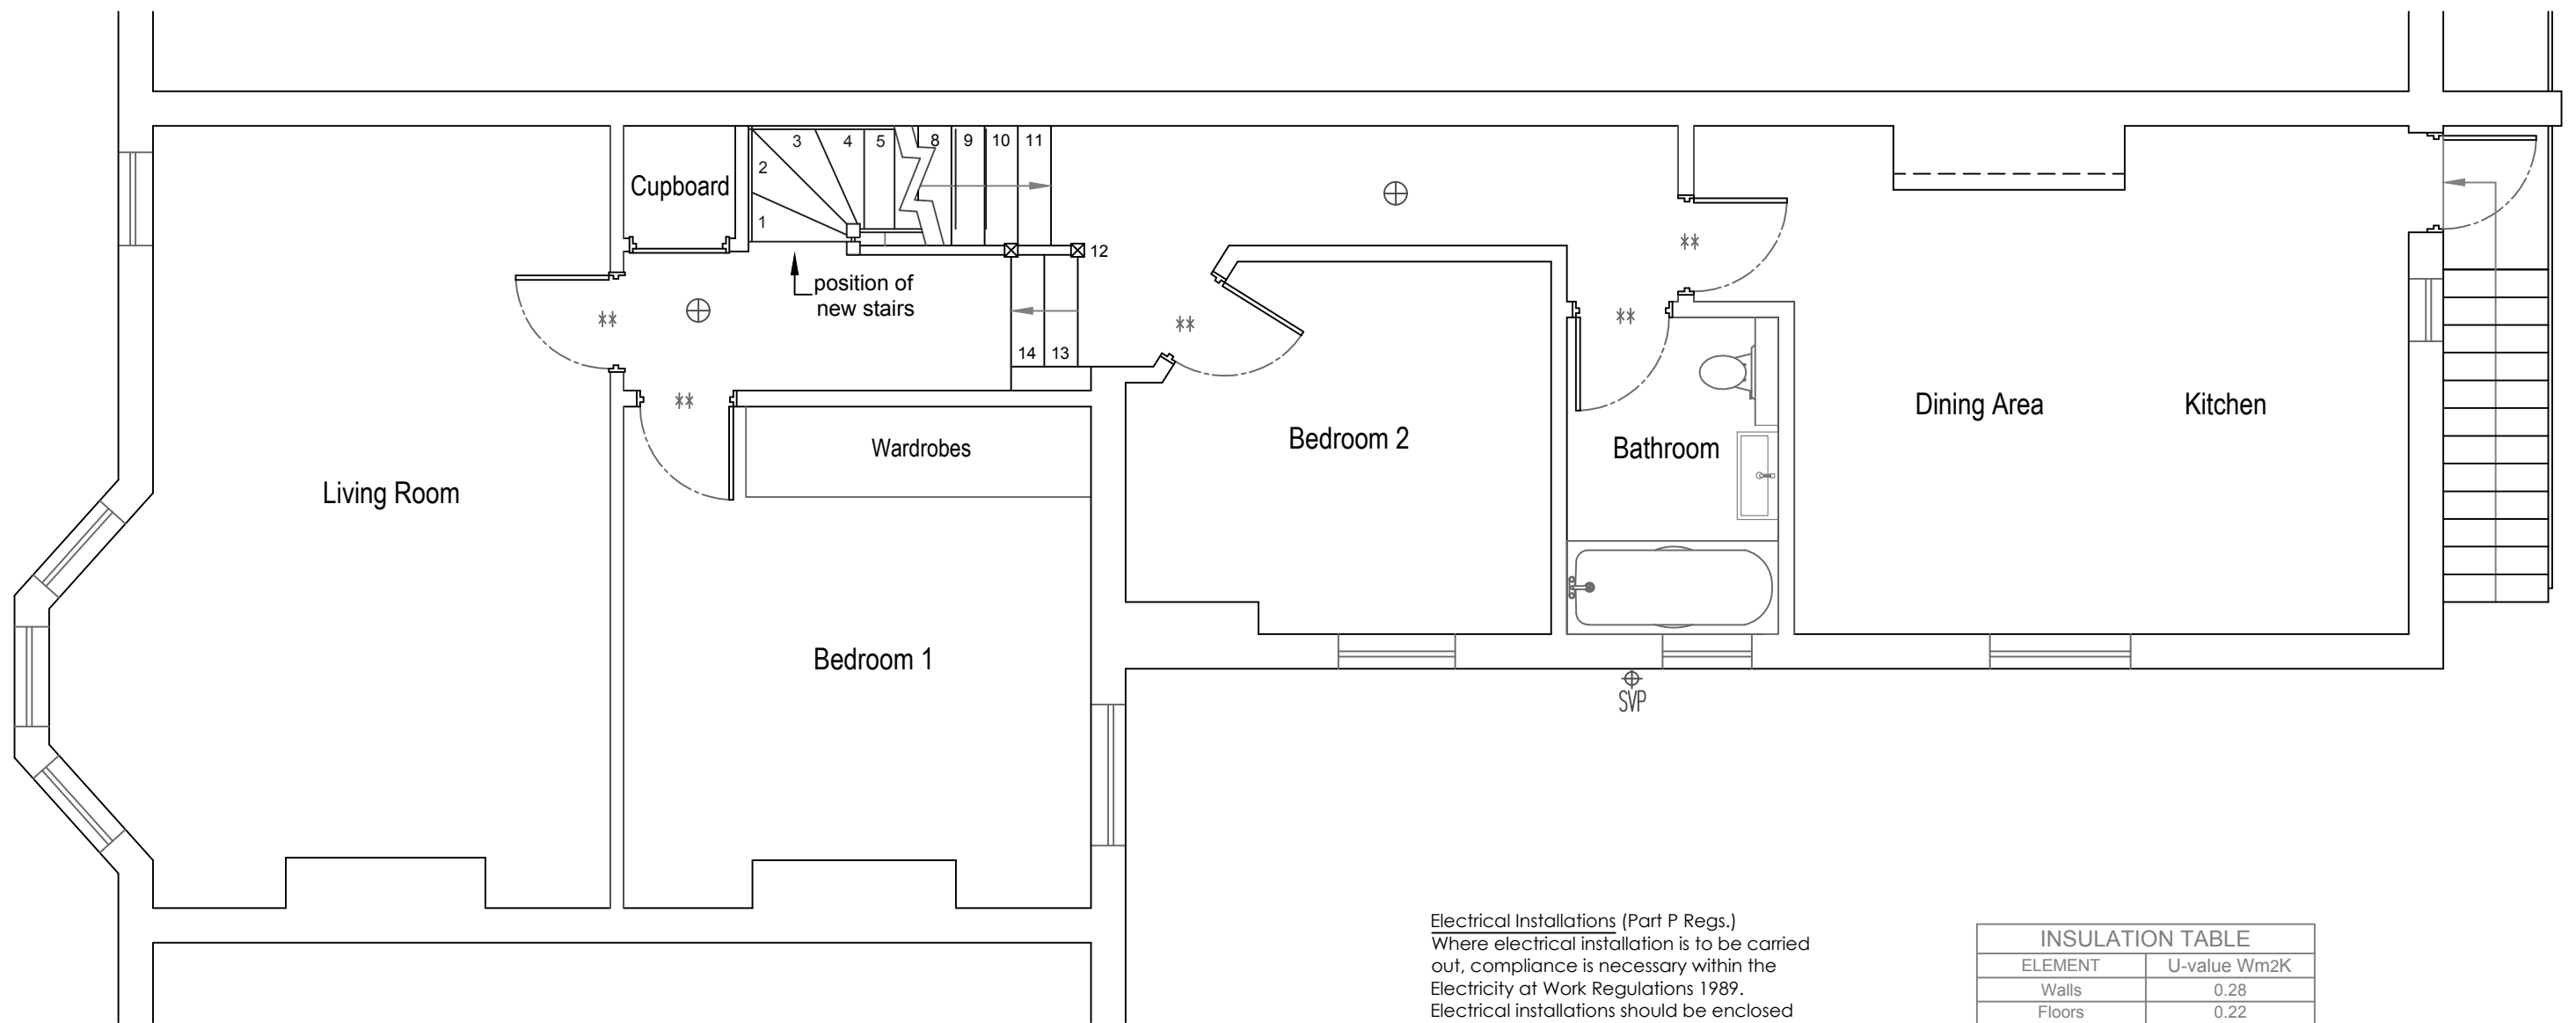 3
4
5
8
9
10
11
2
1
Cupboard
12
position of
new stairs
**
**
**
**
14
13
**
Wardrobes
Living Room
Bedroom 1
Bedroom 2
Bathroom
Dining Area
Kitchen
SVP
Electrical Installations (Part P Regs.)
Where electrical installation is to be carried
out, compliance is necessary within the
Electricity at Work Regulations 1989.
Electrical installations should be enclosed
INSULATION TABLE
ELEMENT U-value Wm2K
Walls 0.28
Floors 0.22